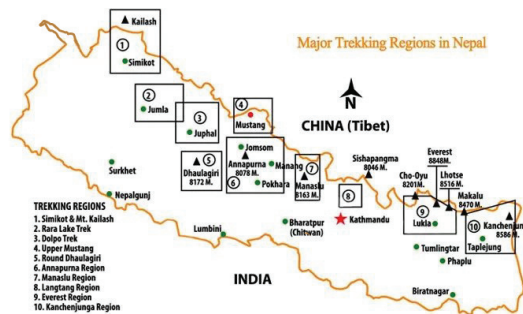 Major Trekking Regions in Nepal
Kailash
1
Simikot
2
Jumla
3
Juphal
4
Mustang
N
CHINA (Tibet)
5
Dhaulagiri
8172 M.
Jomsom
Annapurna
8078 M.
Manang
6
Pokhara
7
Manaslu
8163 M.
8
Sishapangma
8046 M.
Cho-Oyu
8201M.
Everest
8848M.
Lhotse
8516 M.
Makalu
8470 M.
9
Lukla
10
Kanchenjunga
8586 M.
Taplejung
Surkhet
Nepalgunj
Lumbini
Bharatpur
(Chitwan)
Kathmandu
Tumlingtar
Phaplu
Biratnagar
INDIA
TREKKING REGIONS
1. Simikot & Mt. Kailash
2. Rara Lake Trek
3. Dolpo Trek
4. Upper Mustang
5. Round Dhaulagiri
6. Annapurna Region
7. Manaslu Region
8. Langtang Region
9. Everest Region
10. Kanchenjunga Region